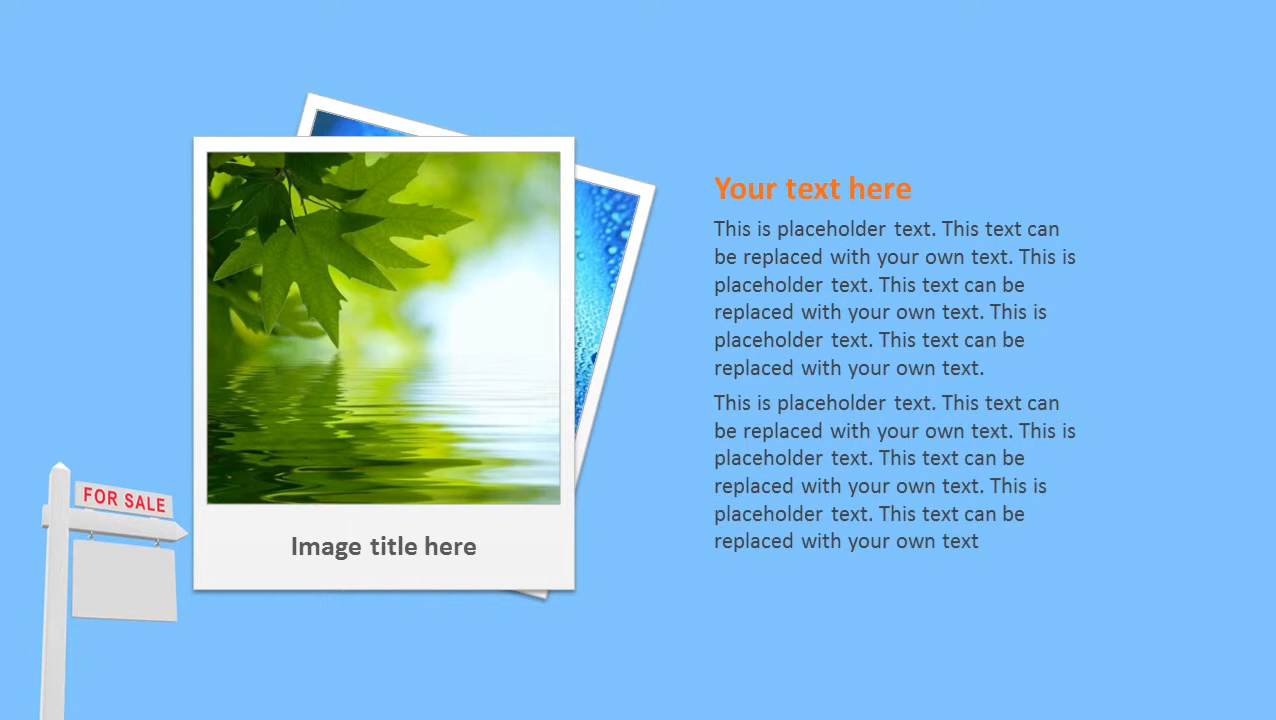 Your text here
This is placeholder text. This text can
be replaced with your own text. This is
placeholder text. This text can be
replaced with your own text. This is
placeholder text. This text can be
replaced with your own text.
This is placeholder text. This text can
be replaced with your own text. This is
placeholder text. This text can be
replaced with your own text. This is
placeholder text. This text can be
replaced with your own text
FOR SALE
Image title here